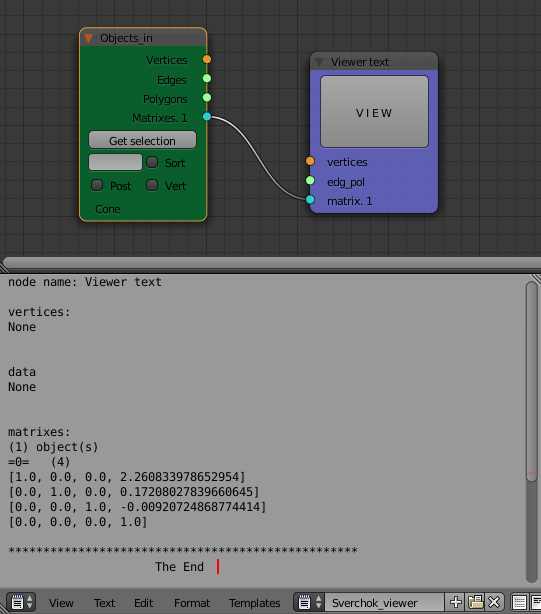 Objects_in
Vertices
Edges
Polygons
Matrixes. 1
Get selection
Sort
Post Vert
Cone
Viewer text
VIEW
vertices
edg_pol
matrix. 1
node name: Viewer text
vertices:
None
data
None
matrixes:
(1) object(s)
=0= (4)
[1.0, 0.0, 0.0, 2.260833978652954]
[0.0, 1.0, 0.0, 0.17208027839660645]
[0.0, 0.0, 1.0, -0.00920724868774414]
[0.0, 0.0, 0.0, 1.0]
**************************************************
The End
View Text Edit Format Templates Sverchok_viewer